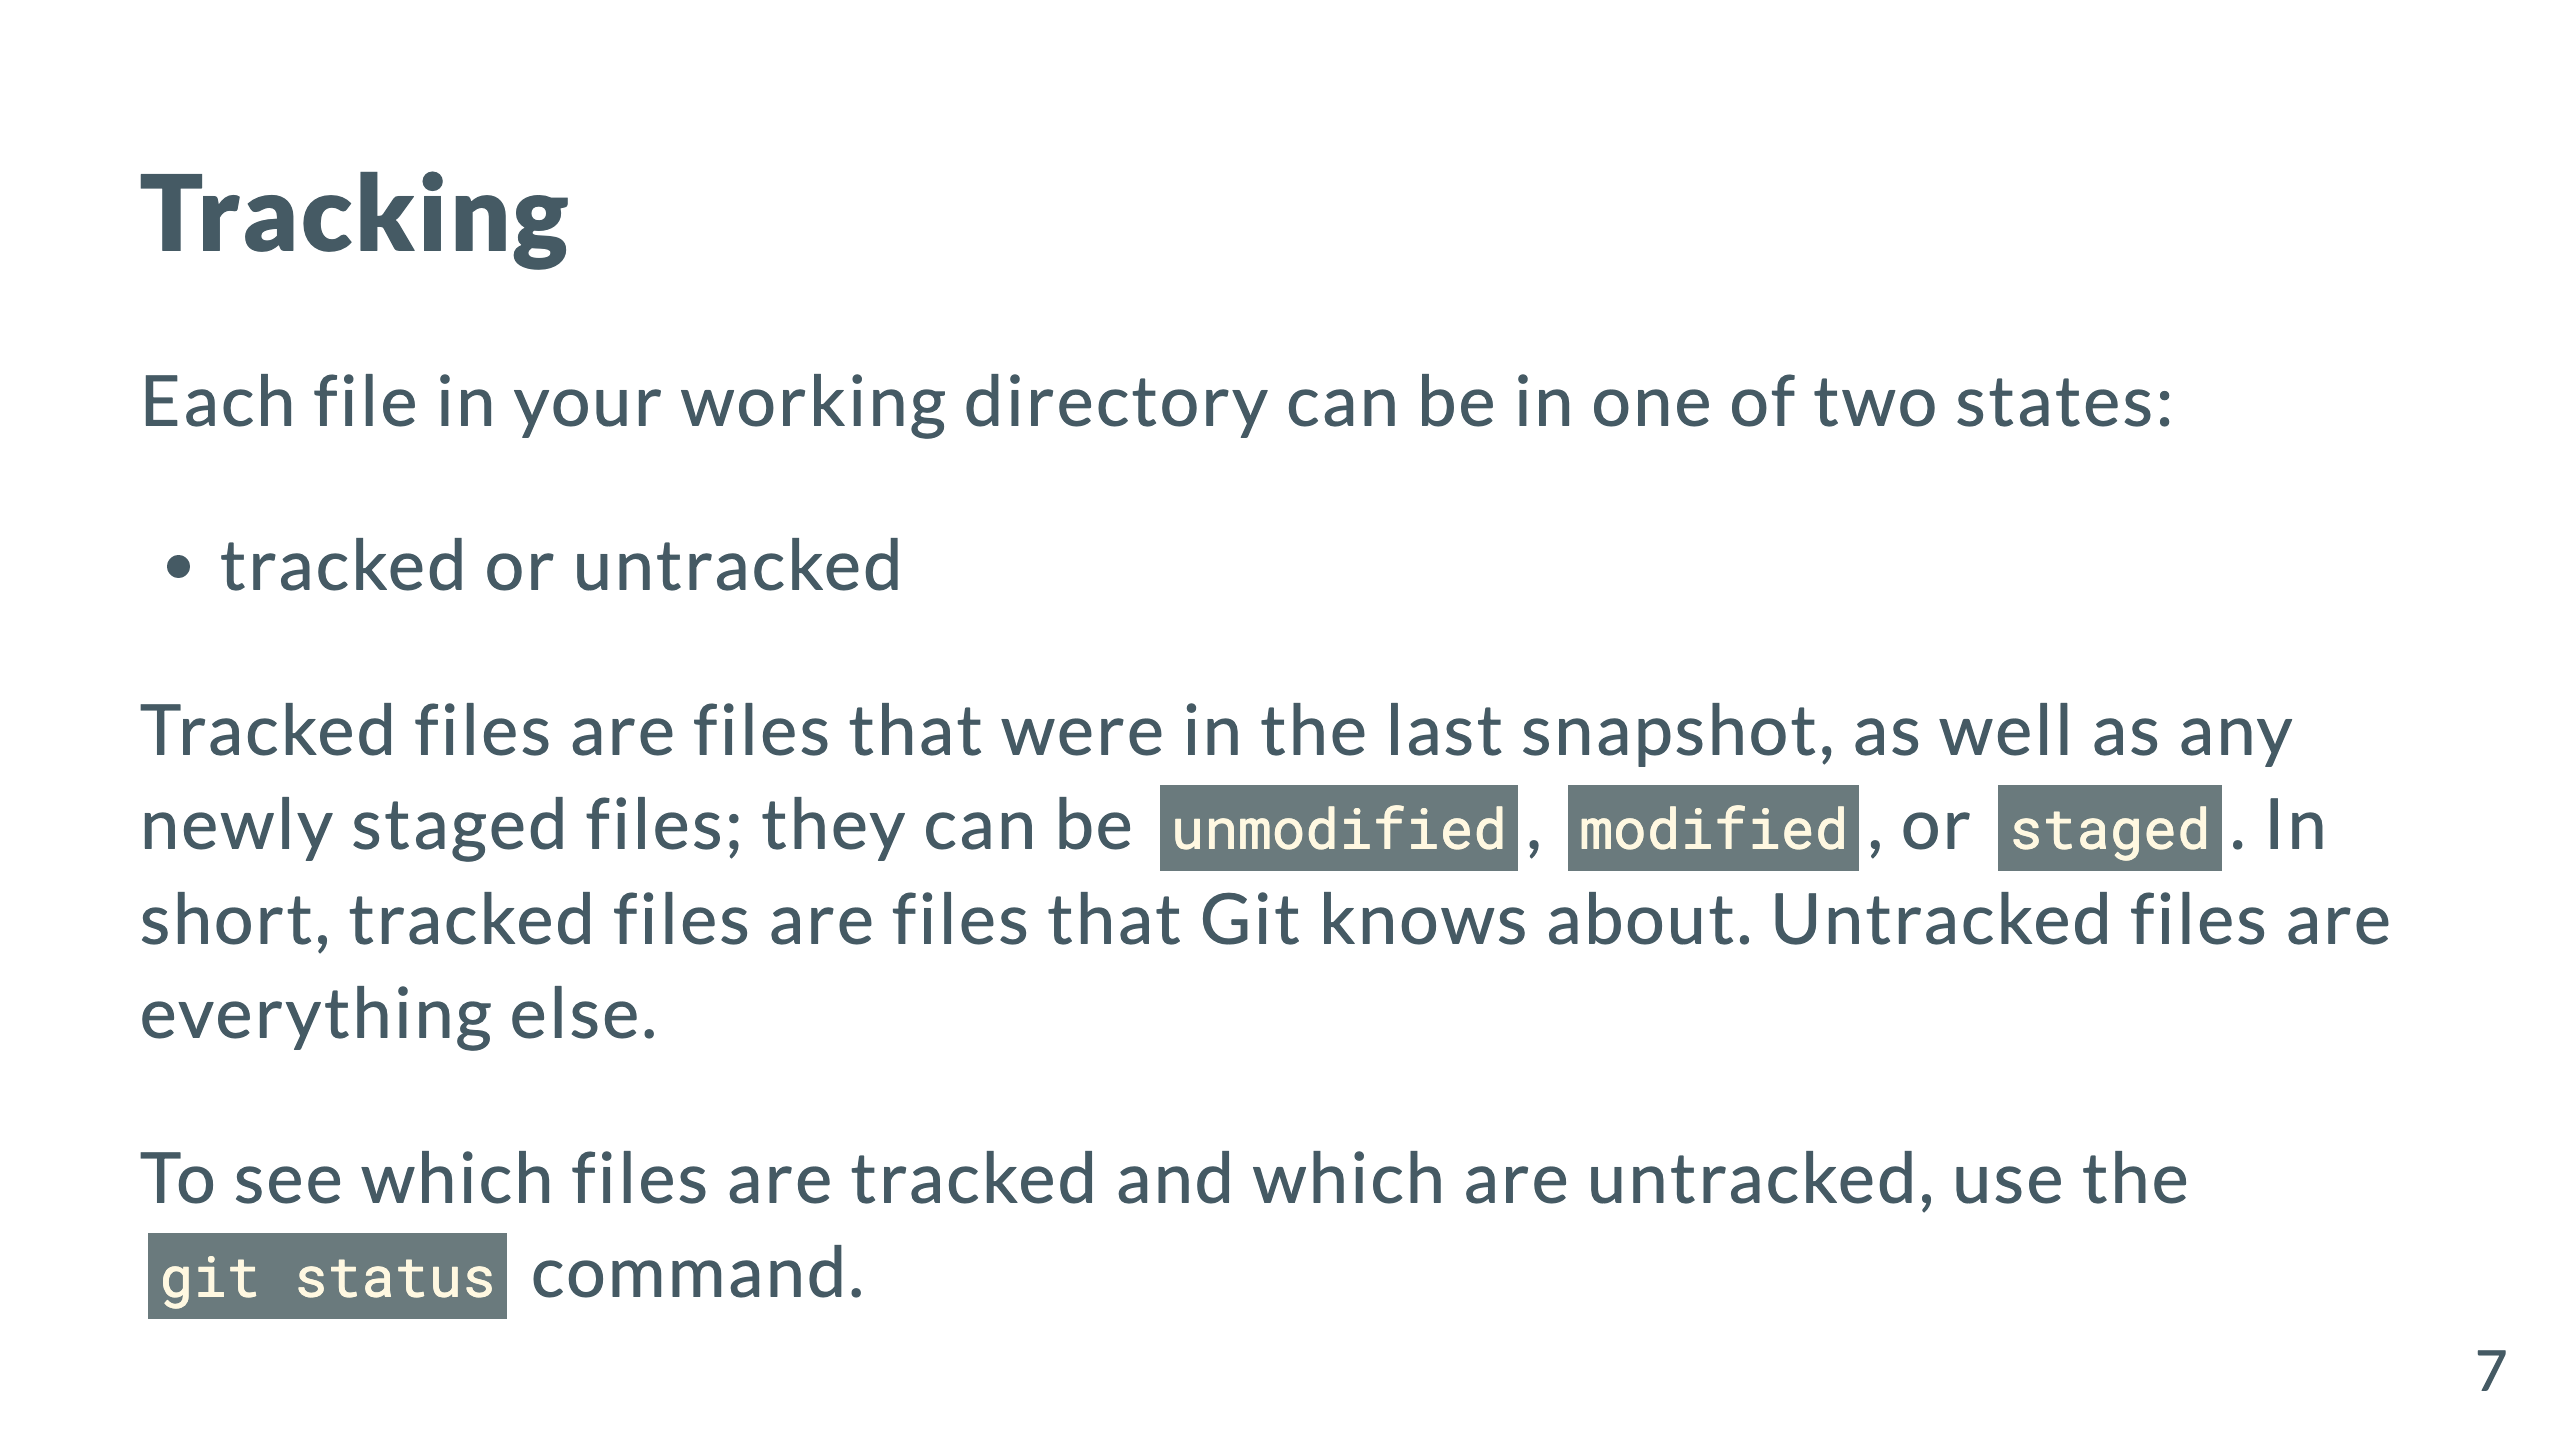 Tracking
Each file in your working directory can be in one of two states:
• tracked or untracked
Tracked files are files that were in the last snapshot, as well as any
newly staged files; they can be unmodified, modified, or staged. In
short, tracked files are files that Git knows about. Untracked files are
everything else.
To see which files are tracked and which are untracked, use the
git status command.
7